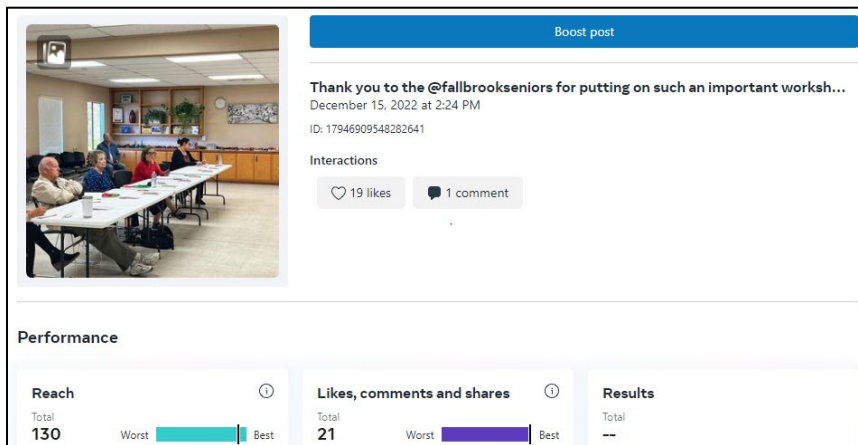 Boost post
Thank you to the @fallbrookseniors for putting on such an important worksh...
December 15, 2022 at 2:24 PM
ID: 17946909548282641
Interactions
19 likes 1 comment
Performance
Reach
Total
130 Worst Best
Likes, comments and shares
Total
21 Worst Best
Results
Total
--